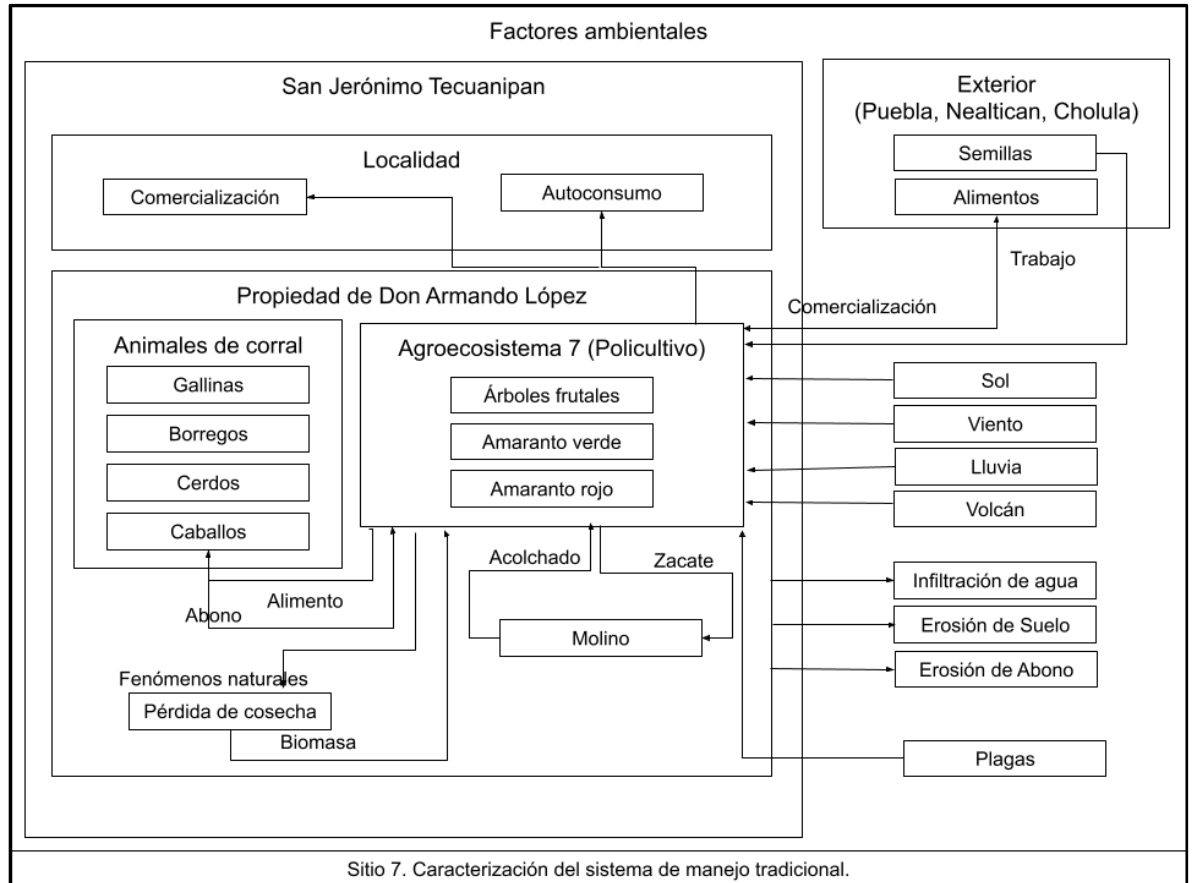 Factores ambientales
San Jerónimo Tecuanipan
Localidad
Comercialización
Autoconsumo
Exterior
(Puebla, Nealtican, Cholula)
Semillas
Alimentos
Trabajo
Comercialización
Propiedad de Don Armando López
Animales de corral
Gallinas
Borregos
Cerdos
Caballos
Agroecosistema 7 (Policultivo)
Árboles frutales
Amaranto verde
Amaranto rojo
Sol
Viento
Lluvia
Volcán
Acolchado
Zacate
Molino
Alimento
Abono
Fenómenos naturales
Pérdida de cosecha
Biomasa
Infiltración de agua
Erosión de Suelo
Erosión de Abono
Plagas
Sitio 7. Caracterización del sistema de manejo tradicional.